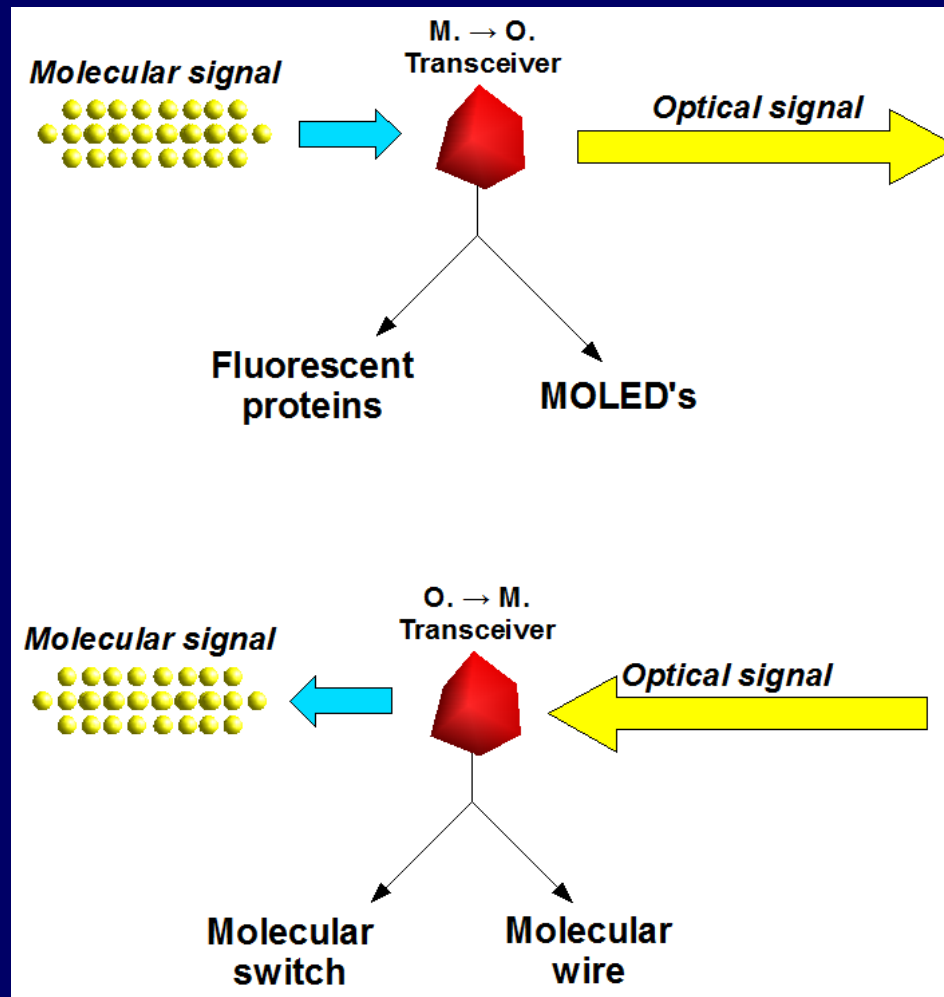 M. → O.
Transceiver
Molecular signal
Optical signal
Fluorescent
proteins
MOLED's
O. → M.
Transceiver
Molecular signal
Optical signal
Molecular
switch
Molecular
wire